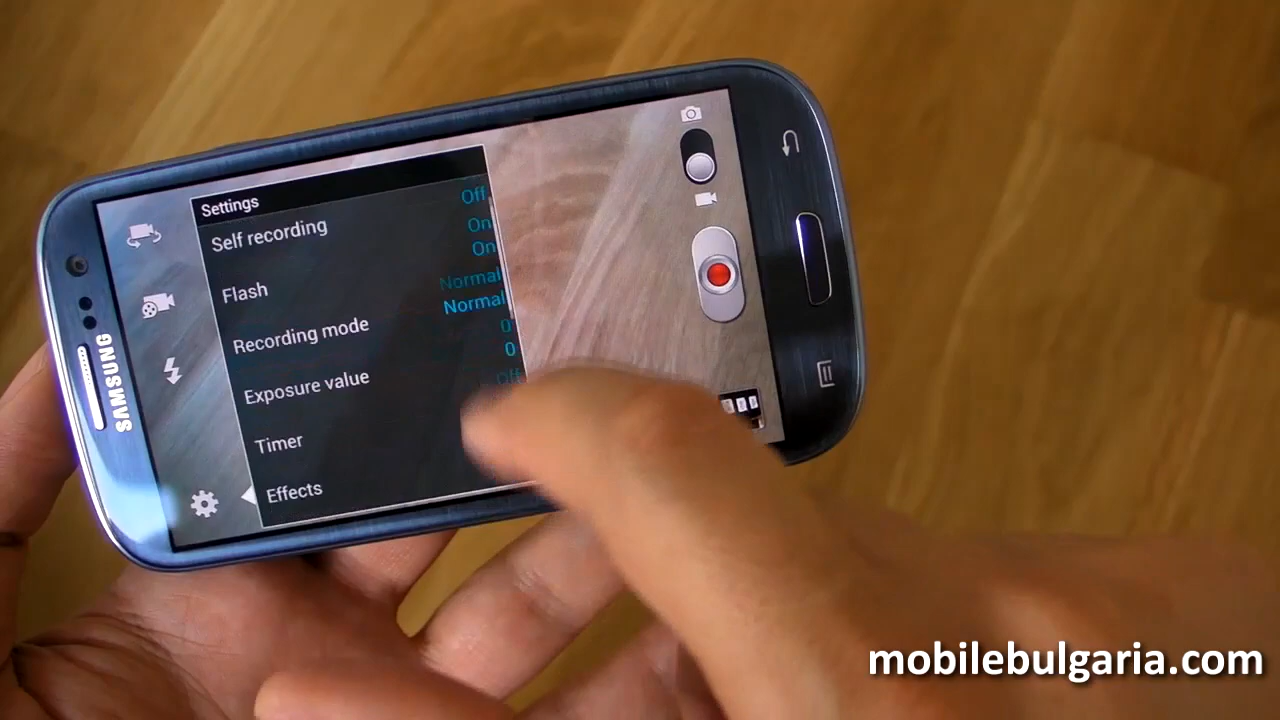 Settings
Off
Self recording
On
On
Flash
Normal
Normal
Recording mode
0
0
Exposure value
Off
Timer
Effects
SAMSUNG
mobilebulgaria.com